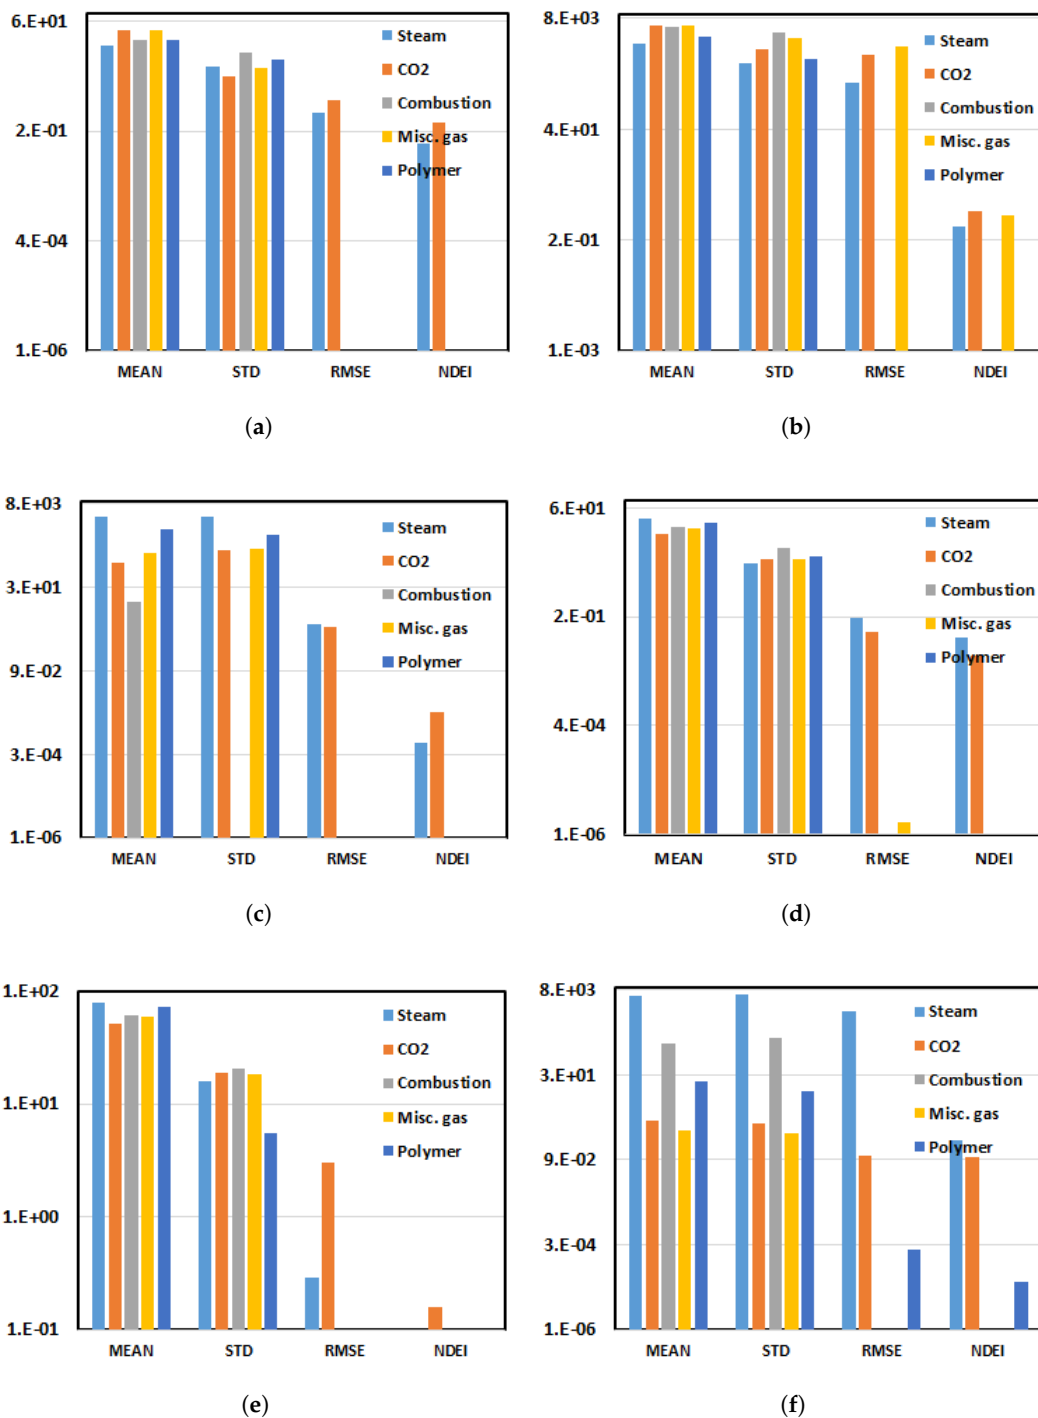 6.E+01
2.E-01
4.E-04
1.E-06
Steam
CO2
Combustion
Misc. gas
Polymer
MEAN STD RMSE NDEI
(a)
8.E+03
4.E+01
2.E-01
1.E-03
Steam
CO2
Combustion
Misc. gas
Polymer
MEAN STD RMSE NDEI
(b)
8.E+03
3.E+01
9.E-02
3.E-04
1.E-06
Steam
CO2
Combustion
Misc. gas
Polymer
MEAN STD RMSE NDEI
(c)
6.E+01
2.E-01
4.E-04
1.E-06
Steam
CO2
Combustion
Misc. gas
Polymer
MEAN STD RMSE NDEI
(d)
1.E+02
1.E+01
1.E+00
1.E-01
Steam
CO2
Combustion
Misc. gas
Polymer
MEAN STD RMSE NDEI
(e)
8.E+03
3.E+01
9.E-02
3.E-04
1.E-06
Steam
CO2
Combustion
Misc. gas
Polymer
MEAN STD RMSE NDEI
(f)